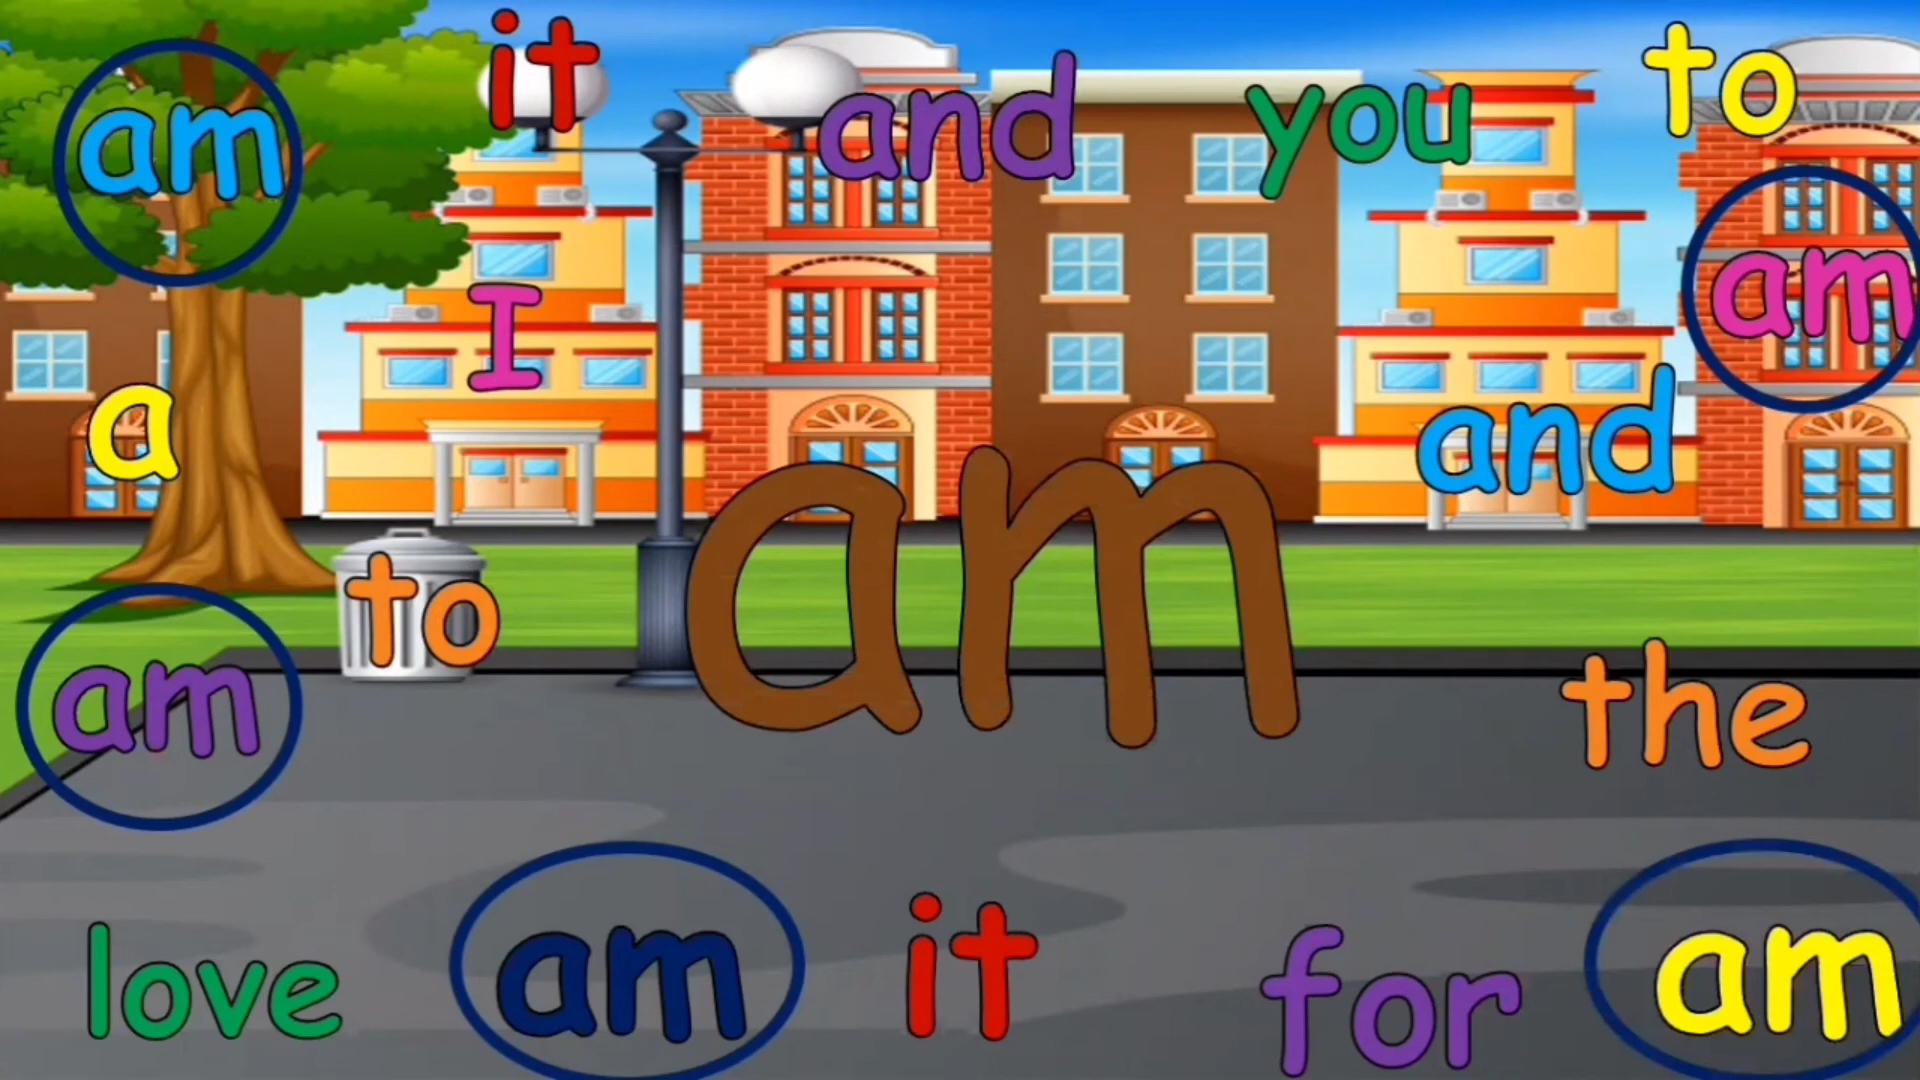 am it and you to
I am
a and
am to am the
love am it for am